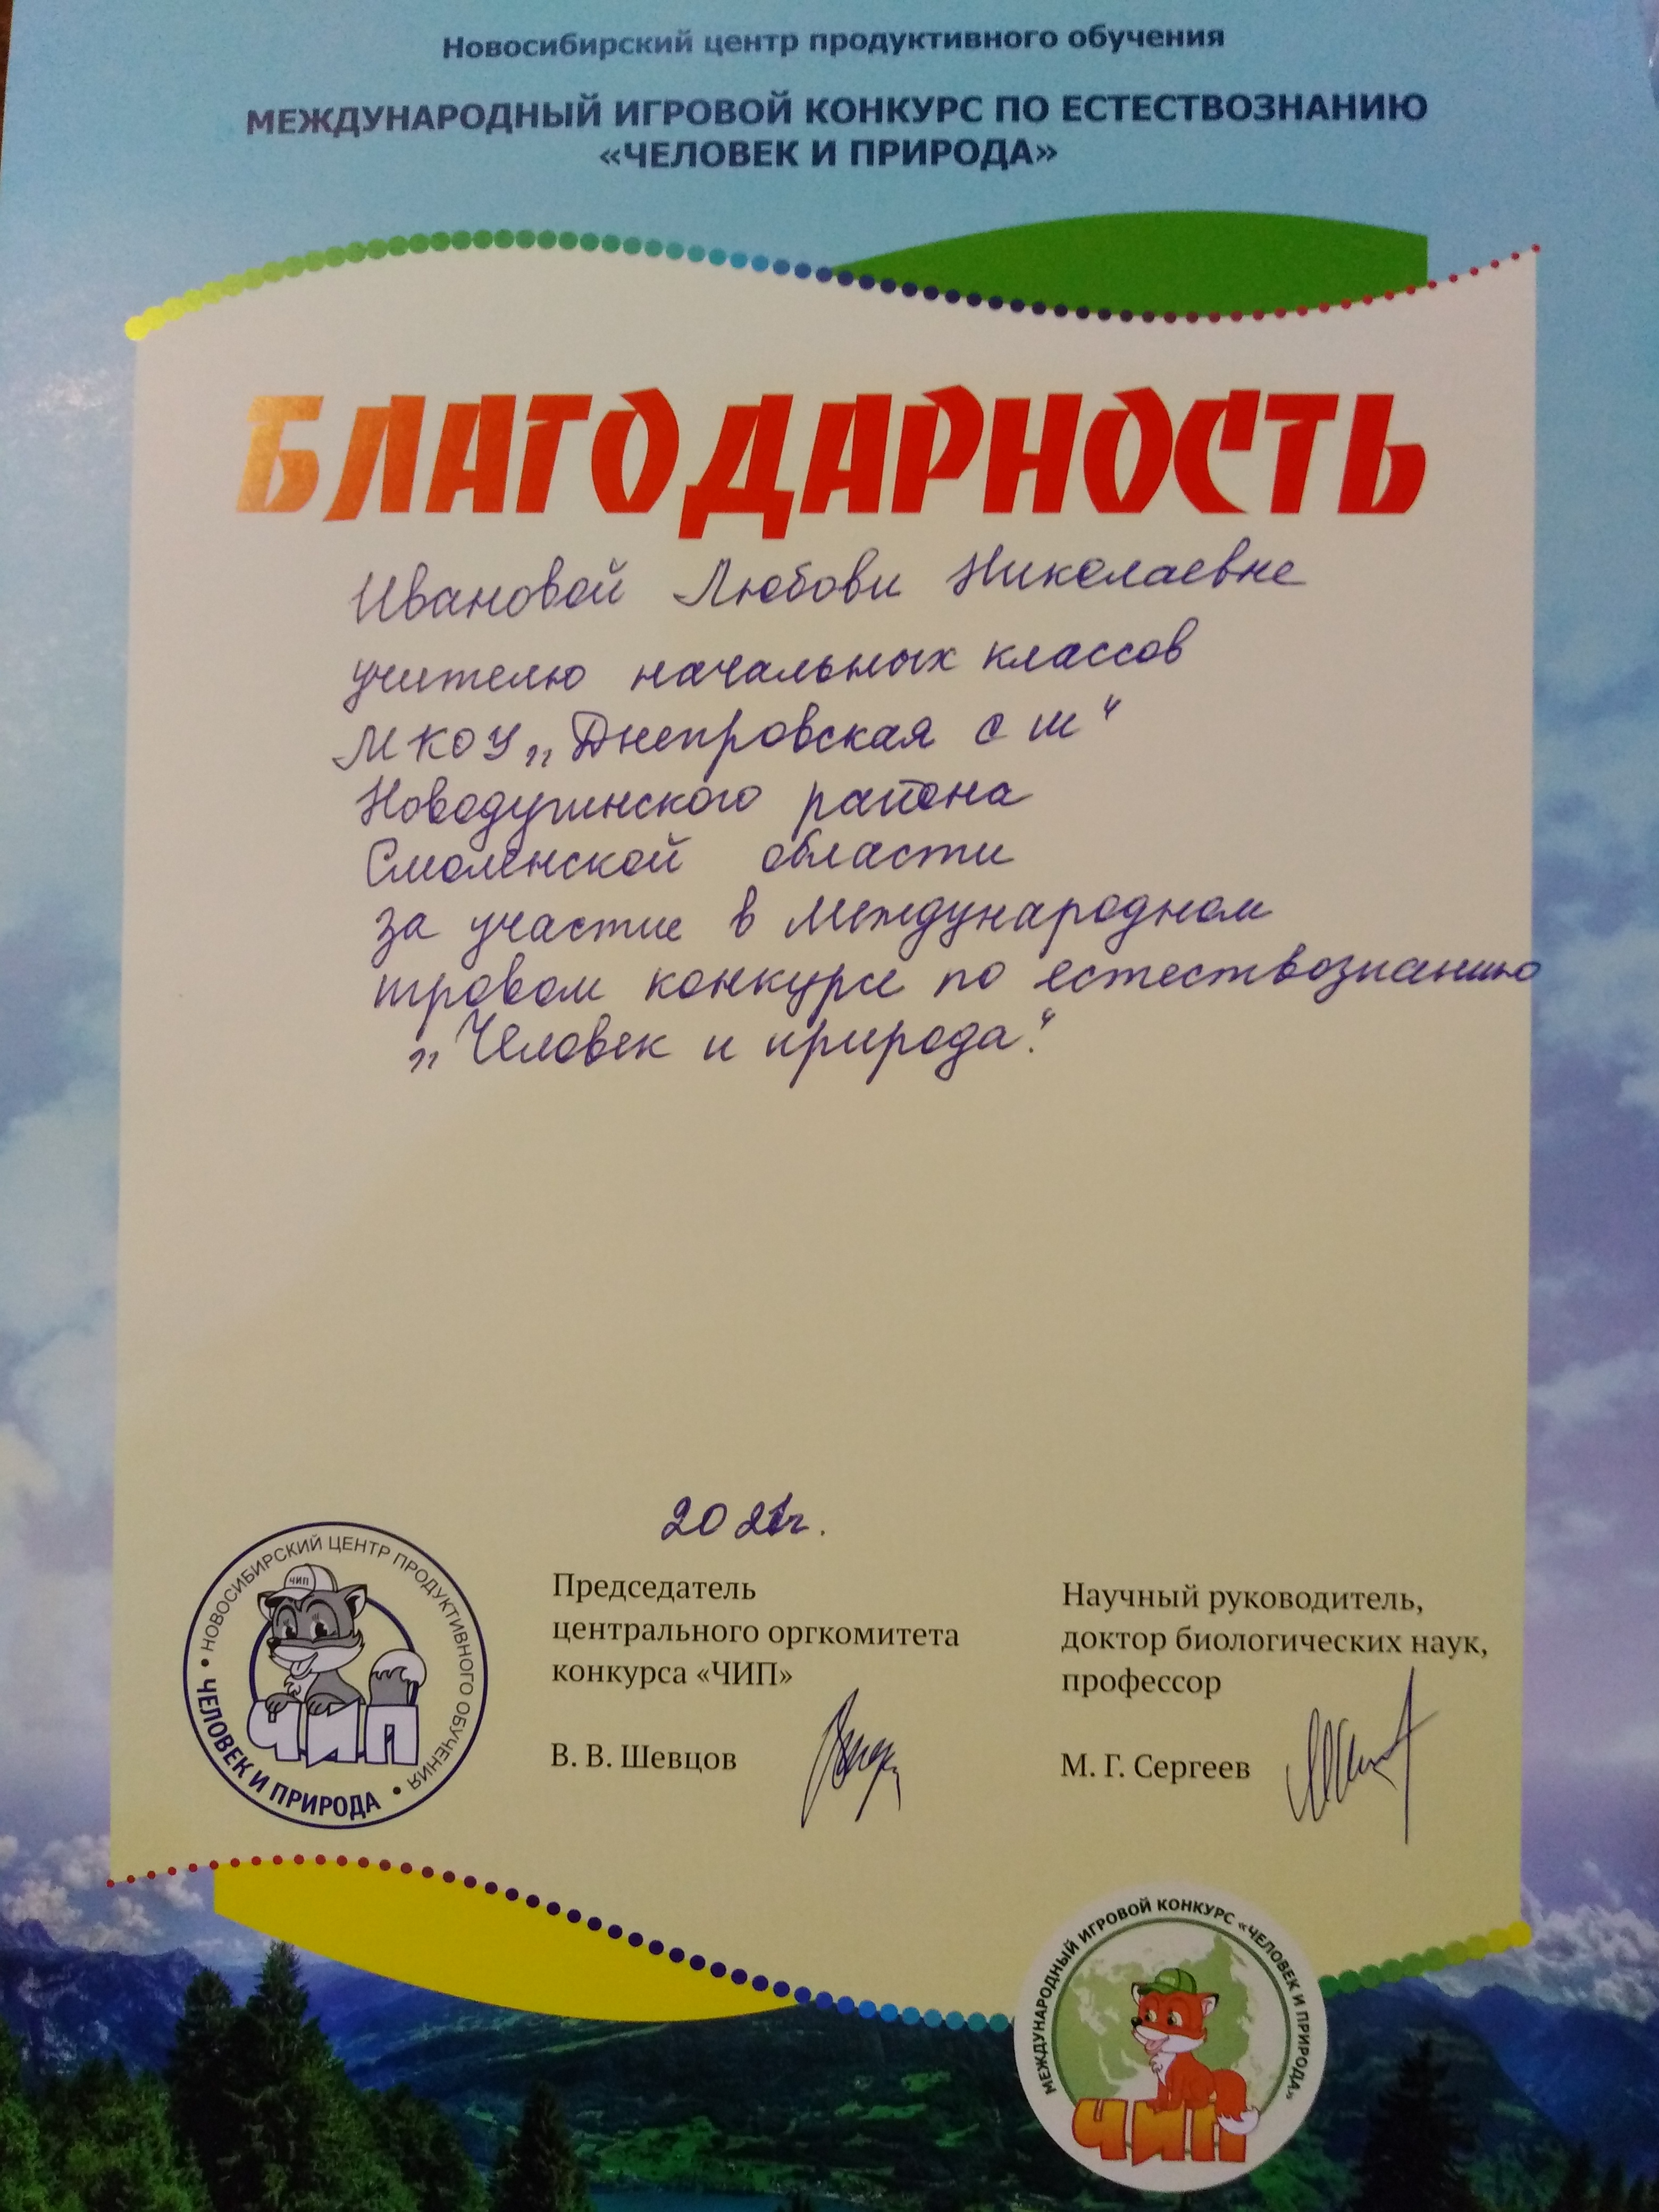 Новосибирский центр продуктивного обучения
МЕЖДУНАРОДНЫЙ ИГРОВОЙ КОНКУРС ПО ЕСТЕСТВОЗНАНИЮ
«ЧЕЛОВЕК И ПРИРОДА»
БЛАГОДАРНОСТЬ
Ивановой Любови Николаевне
учителю начальных классов
МКОУ „Днепровская с ш“
Новодугинского района
Смоленской области
за участие в Международном
игровом конкурсе по естествознанию
„Человек и природа.“
2021г.
НОВОСИБИРСКИЙ ЦЕНТР ПРОДУКТИВНОГО ОБУЧЕНИЯ
ЧИП
ЧИП
ЧЕЛОВЕК И ПРИРОДА
Председатель
центрального оргкомитета
конкурса «ЧИП»
В. В. Шевцов
Научный руководитель,
доктор биологических наук,
профессор
М. Г. Сергеев
МЕЖДУНАРОДНЫЙ ИГРОВОЙ КОНКУРС «ЧЕЛОВЕК И ПРИРОДА»
ЧИП